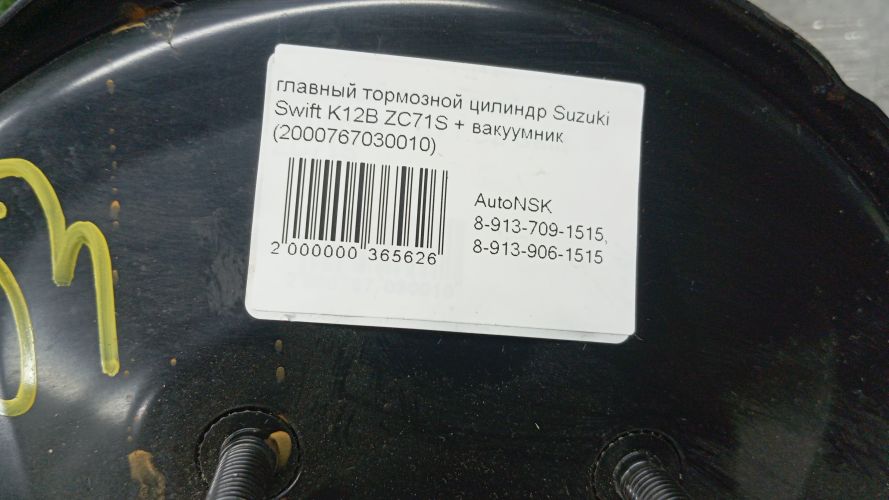 главный тормозной цилиндр Suzuki
Swift K12B ZC71S + вакуумник
(2000767030010)
AutoNSK
8-913-709-1515,
8-913-906-1515
2 000000 365626